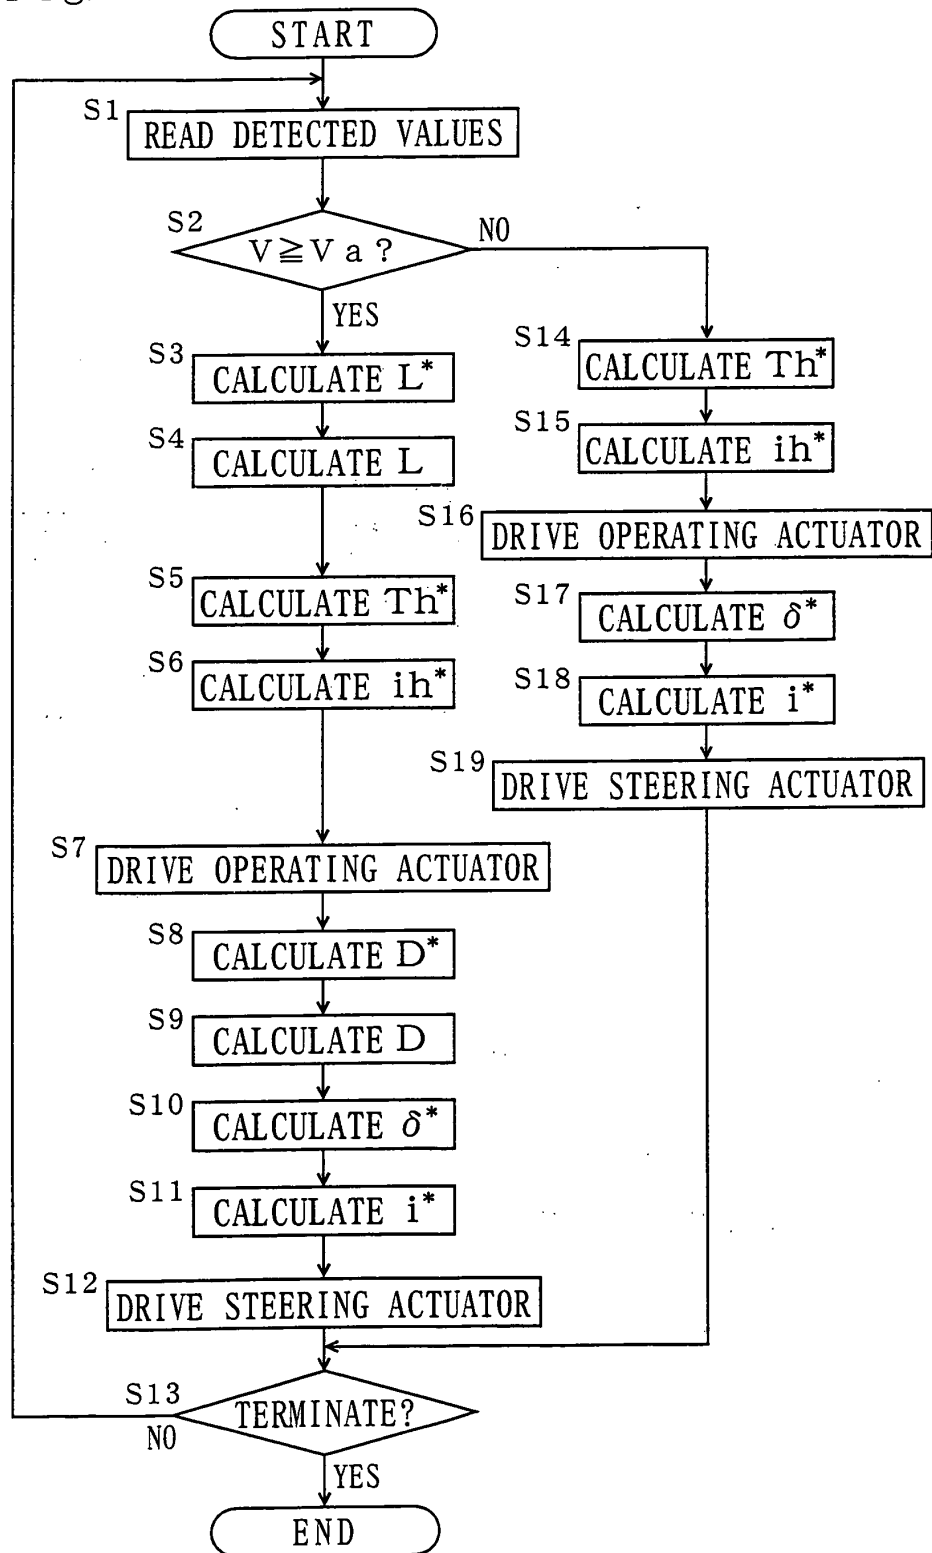 START
S1
READ DETECTED VALUES
S2
V≧Va?
NO
YES
S3
CALCULATE L*
S4
CALCULATE L
S5
CALCULATE Th*
S6
CALCULATE ih*
S7
DRIVE OPERATING ACTUATOR
S8
CALCULATE D*
S9
CALCULATE D
S10
CALCULATE δ*
S11
CALCULATE i*
S12
DRIVE STEERING ACTUATOR
S14
CALCULATE Th*
S15
CALCULATE ih*
S16
DRIVE OPERATING ACTUATOR
S17
CALCULATE δ*
S18
CALCULATE i*
S19
DRIVE STEERING ACTUATOR
S13
TERMINATE?
NO
YES
END